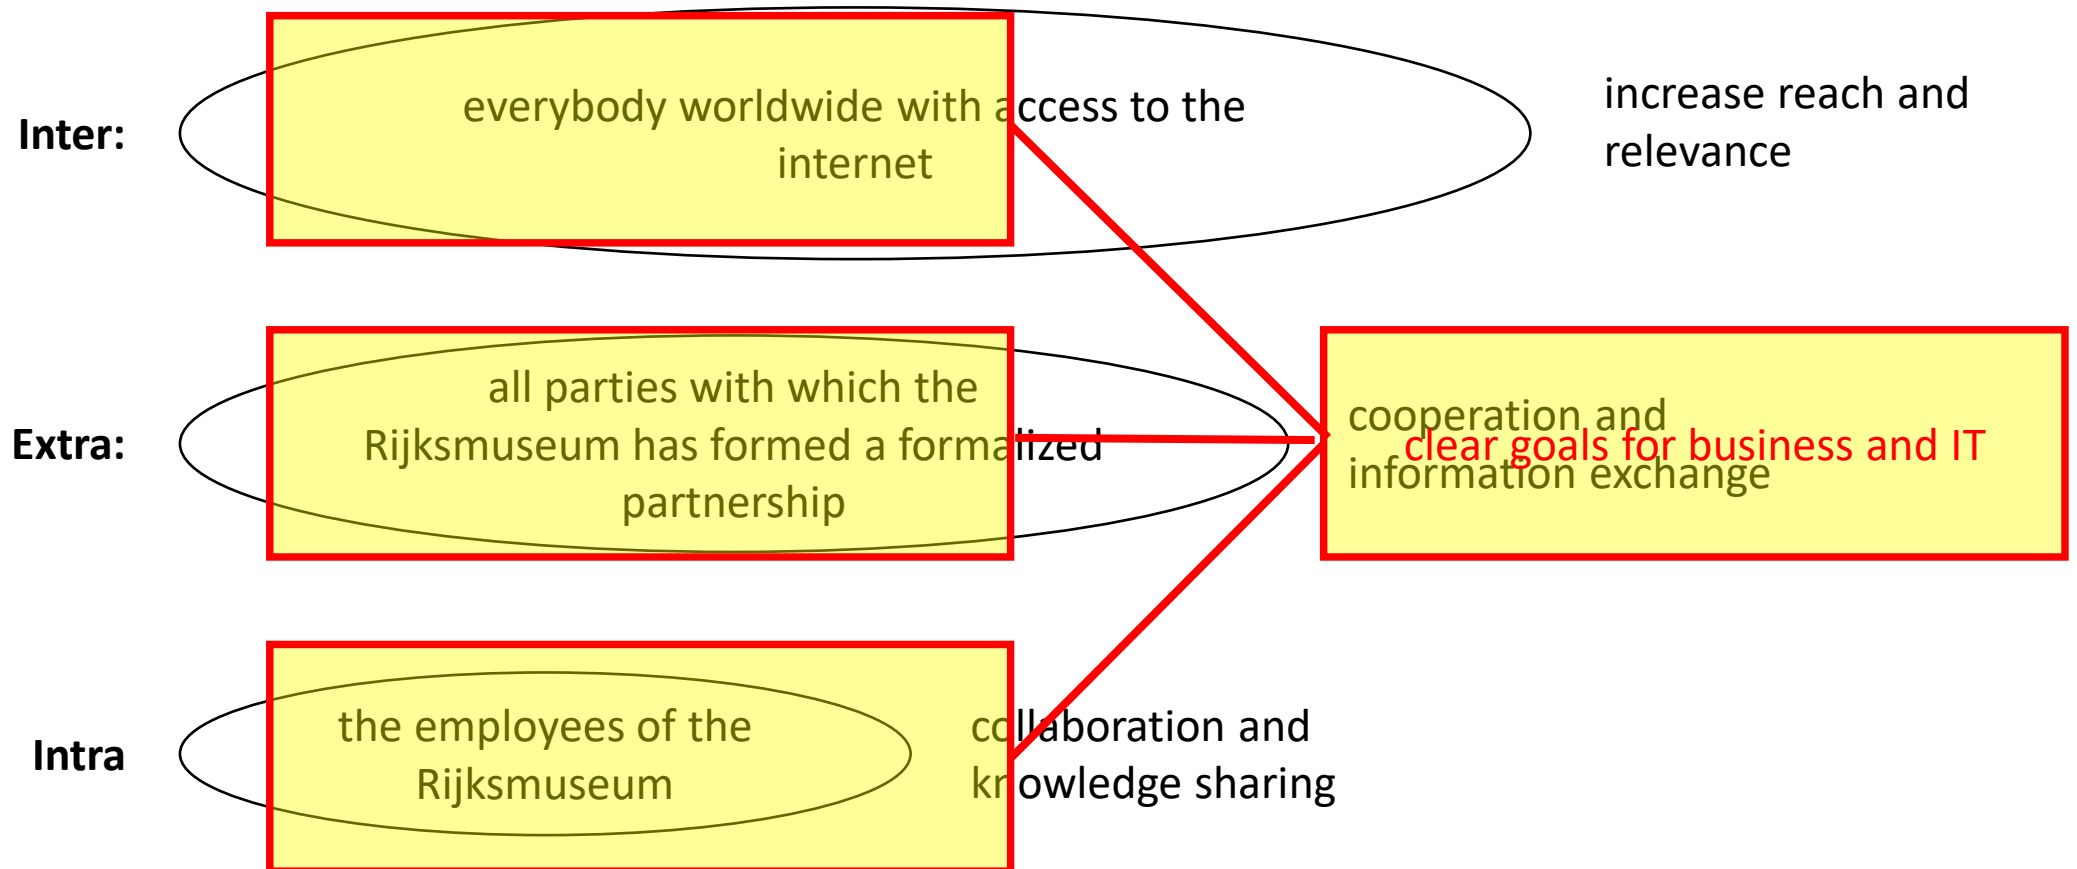 Inter:
everybody worldwide with access to the
internet
increase reach and
relevance
Extra:
all parties with which the
Rijksmuseum has formed a formalized
partnership
cooperation and
information exchange
clear goals for business and IT
Intra
the employees of the
Rijksmuseum
collaboration and
knowledge sharing